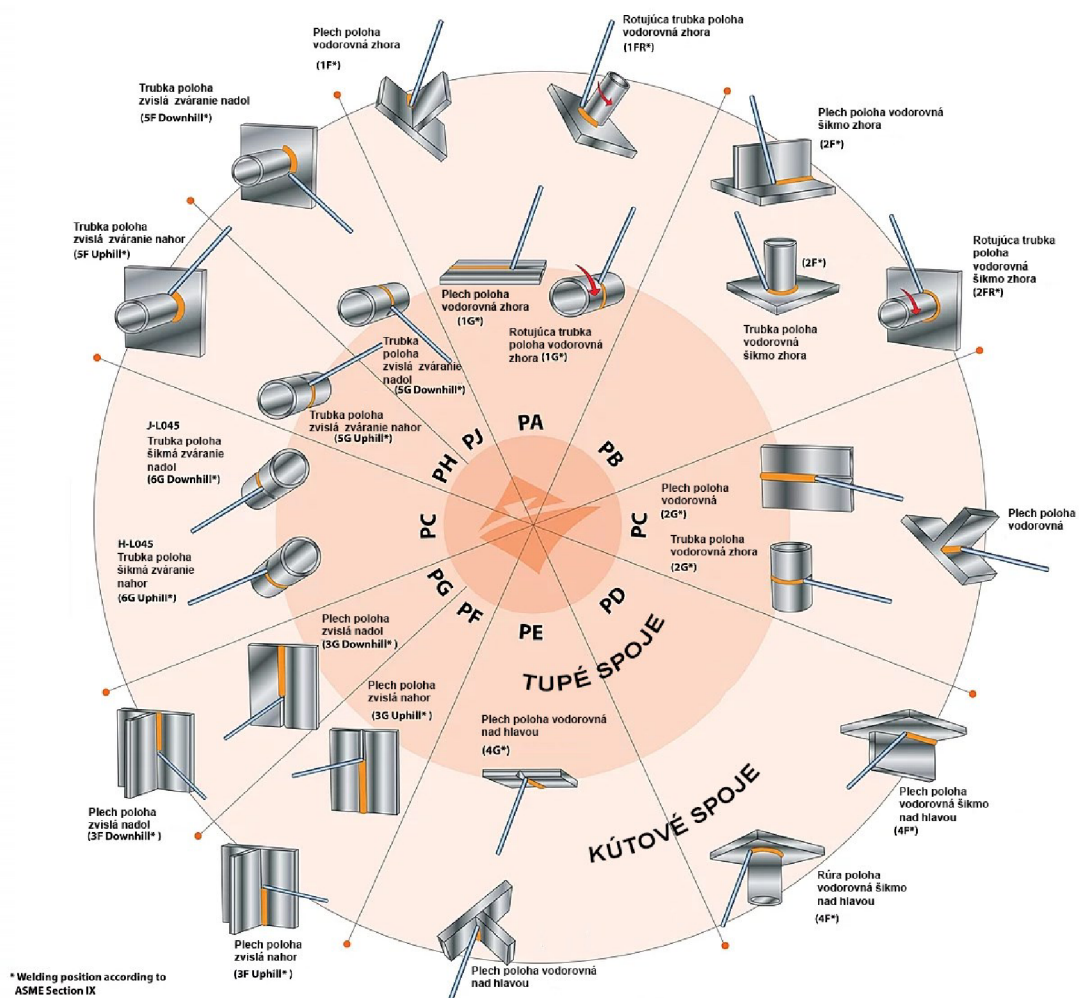 Plech poloha
vodorovná zhora
(1F*)
Rotujúca trubka poloha
vodorovná zhora
(1FR*)
Trubka poloha
zvislá zváranie nadol
(5F Downhill*)
Plech poloha vodorovná
šikmo zhora
(2F*)
Trubka poloha
zvislá zváranie nahor
(5F Uphill*)
(2F*)
Trubka poloha
vodorovná
šikmo zhora
Rotujúca trubka
poloha
vodorovná
šikmo zhora
(2FR*)
Plech poloha
vodorovná zhora
(1G*)
Rotujúca trubka
poloha vodorovná
zhora (1G*)
Trubka
poloha
zvislá zváranie
nadol
(5G Downhill*)
Trubka poloha
zvislá zváranie nahor
(5G Uphill*)
J-L045
Trubka poloha
šikmá zváranie
nadol
(6G Downhill*)
H-L045
Trubka poloha
šikmá zváranie
nahor
(6G Uphill*)
PA
PB
PC
PD
PE
PF
PG
PC
PH
PJ
Plech poloha
vodorovná
(2G*)
Trubka poloha
vodorovná zhora
(2G*)
Plech poloha
vodorovná
TUPÉ SPOJE
KÚTOVÉ SPOJE
Plech poloha
zvislá nadol
(3G Downhill*)
Plech poloha
zvislá nahor
(3G Uphill*)
Plech poloha vodorovná
nad hlavou
(4G*)
Plech poloha
vodorovná šikmo
nad hlavou
(4F*)
Rúra poloha
vodorovná šikmo
nad hlavou
(4F*)
Plech poloha
zvislá nadol
(3F Downhill*)
Plech poloha
zvislá nahor
(3F Uphill*)
Plech poloha vodorovná
nad hlavou
* Welding position according to
ASME Section IX